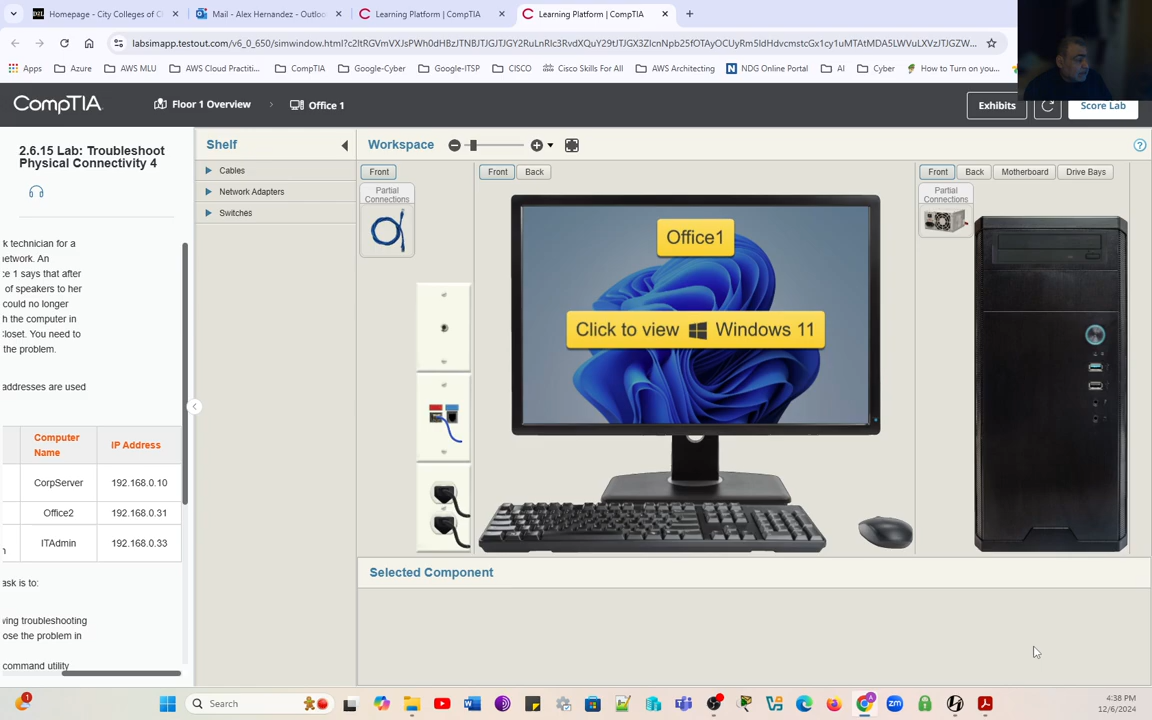 Homepage - City Colleges of C
Mail - Alex Hernandez - Outloo
Learning Platform | CompTIA
Learning Platform | CompTIA
labsimapp.testout.com/v6_0_650/simwindow.html?
Apps
Azure
AWS MLU
AWS Cloud Practiti...
CompTIA
Google-Cyber
Google-ITSP
CISCO
Cisco Skills For All
AWS Architecting
NDG Online Portal
AI
Cyber
How to Turn on you...
CompTIA.
Floor 1 Overview
Office 1
Exhibits
Score Lab
2.6.15 Lab: Troubleshoot
Physical Connectivity 4
k technician for a
network. An
ce 1 says that after
of speakers to her
could no longer
h the computer in
Closet. You need to
the problem.
addresses are used
Computer
Name
IP Address
CorpServer
192.168.0.10
Office2
192.168.0.31
ITAdmin
192.168.0.33
ask is to:
wing troubleshooting
ose the problem in
command utility
Shelf
Cables
Network Adapters
Switches
Workspace
Front
Partial
Connections
Front
Back
Office1
Click to view Windows 11
Front
Back
Motherboard
Drive Bays
Partial
Connections
Selected Component
1
Search
4:38 PM
12/6/2024